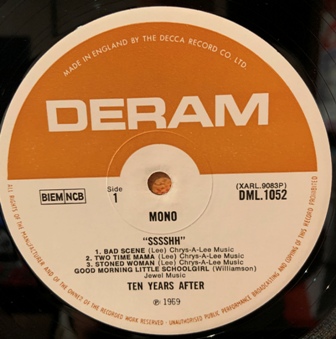 MADE IN ENGLAND BY THE DECCA RECORD CO. LTD.
DERAM
BIEM NCB
Side
1
MONO
(XARL.9083P)
DML.1052
"SSSSHH"
1. BAD SCENE (Lee) Chrys-A-Lee Music
2. TWO TIME MAMA (Lee) Chrys-A-Lee Music
3. STONED WOMAN (Lee) Chrys-A-Lee Music
GOOD MORNING LITTLE SCHOOLGIRL (Williamson)
Jewel Music
TEN YEARS AFTER
℗ 1969
ALL RIGHTS OF THE MANUFACTURER AND OF THE OWNER OF THE RECORDED WORK RESERVED · UNAUTHORISED PUBLIC PERFORMANCE BROADCASTING AND COPYING OF THIS RECORD PROHIBITED